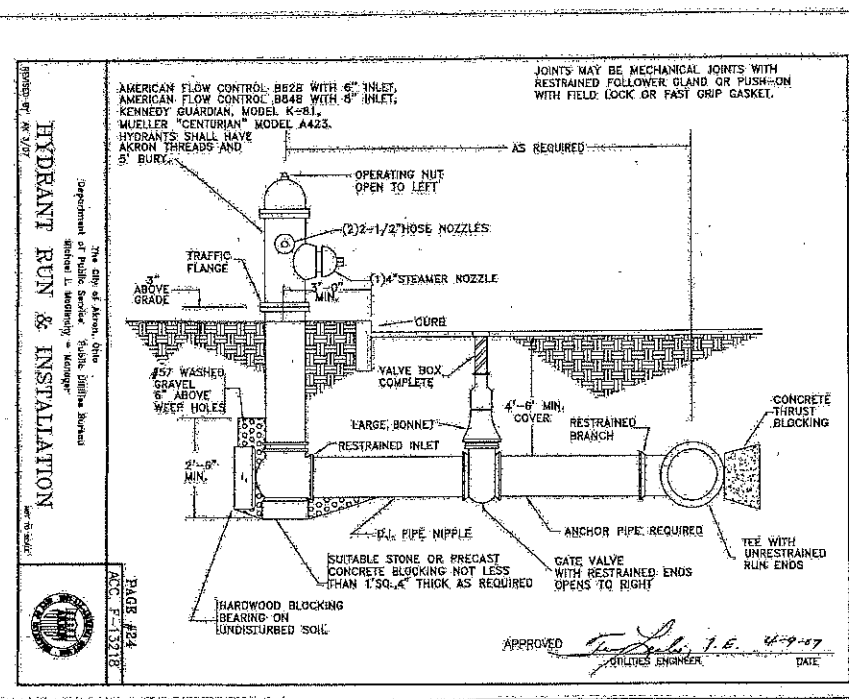 AMERICAN FLOW CONTROL B62B WITH 6" INLET,
AMERICAN FLOW CONTROL B84B WITH 5" INLET,
KENNEDY GUARDIAN, MODEL K-81,
MUELLER "CENTURIAN" MODEL A423.
HYDRANTS SHALL HAVE
AKRON THREADS AND
5' BURY.
JOINTS MAY BE MECHANICAL JOINTS WITH
RESTRAINED FOLLOWER GLAND OR PUSH-ON
WITH FIELD LOCK OR FAST GRIP GASKET.
AS REQUIRED
OPERATING NUT
OPEN TO LEFT
(2)2-1/2"HOSE NOZZLES
TRAFFIC
FLANGE
(1)4"STEAMER NOZZLE
3"
ABOVE
GRADE
3'-0"
MIN.
CURB
#57 WASHED
GRAVEL
6" ABOVE
WEEP HOLES
VALVE BOX
COMPLETE
4'-6" MIN.
COVER
LARGE BONNET
RESTRAINED INLET
RESTRAINED
BRANCH
CONCRETE
THRUST
BLOCKING
2'-6"
MIN.
D.I. PIPE NIPPLE
ANCHOR PIPE REQUIRED
TEE WITH
UNRESTRAINED
RUN ENDS
SUITABLE STONE OR PRECAST
CONCRETE BLOCKING NOT LESS
THAN 1'SQ.,4" THICK AS REQUIRED
GATE VALVE
WITH RESTRAINED ENDS
OPENS TO RIGHT
HARDWOOD BLOCKING
BEARING ON
UNDISTURBED SOIL
APPROVED
P.E. 4-9-07
UTILITIES ENGINEER
DATE
The City of Akron, Ohio
Department of Public Service Public Utilities Bureau
Michael L. McGlinchy - Manager
HYDRANT RUN & INSTALLATION
REVISED BY
PAGE #24
ACC. F-13218